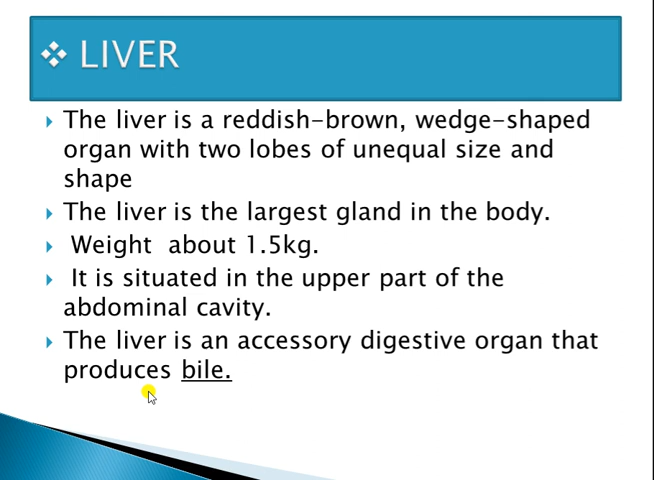 ❖ LIVER
The liver is a reddish-brown, wedge-shaped
organ with two lobes of unequal size and
shape
The liver is the largest gland in the body.
Weight about 1.5kg.
It is situated in the upper part of the
abdominal cavity.
The liver is an accessory digestive organ that
produces bile.